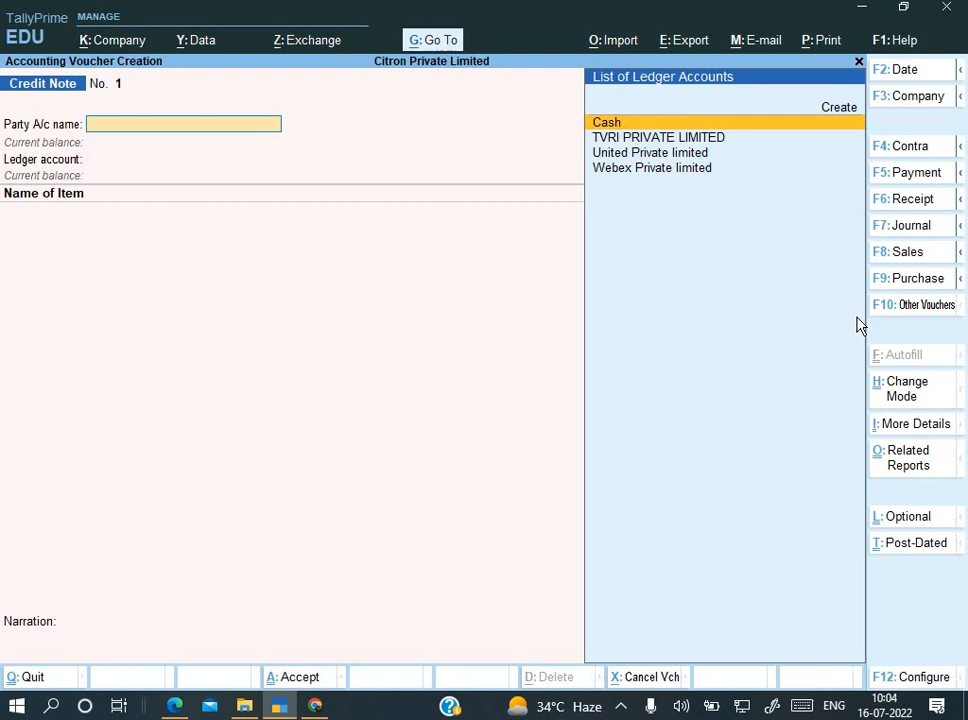 TallyPrime MANAGE
EDU
K: Company Y: Data Z: Exchange G: Go To O: Import E: Export M: E-mail P: Print F1: Help
Accounting Voucher Creation Citron Private Limited
Credit Note No. 1
Party A/c name:
Current balance:
Ledger account:
Current balance:
Name of Item
Narration:
List of Ledger Accounts
Create
Cash
TVRI PRIVATE LIMITED
United Private limited
Webex Private limited
F2: Date
F3: Company
F4: Contra
F5: Payment
F6: Receipt
F7: Journal
F8: Sales
F9: Purchase
F10: Other Vouchers
F: Autofill
H: Change
Mode
I: More Details
O: Related
Reports
L: Optional
T: Post-Dated
Q: Quit A: Accept D: Delete X: Cancel Vch F12: Configure
34°C Haze ENG 10:04
16-07-2022